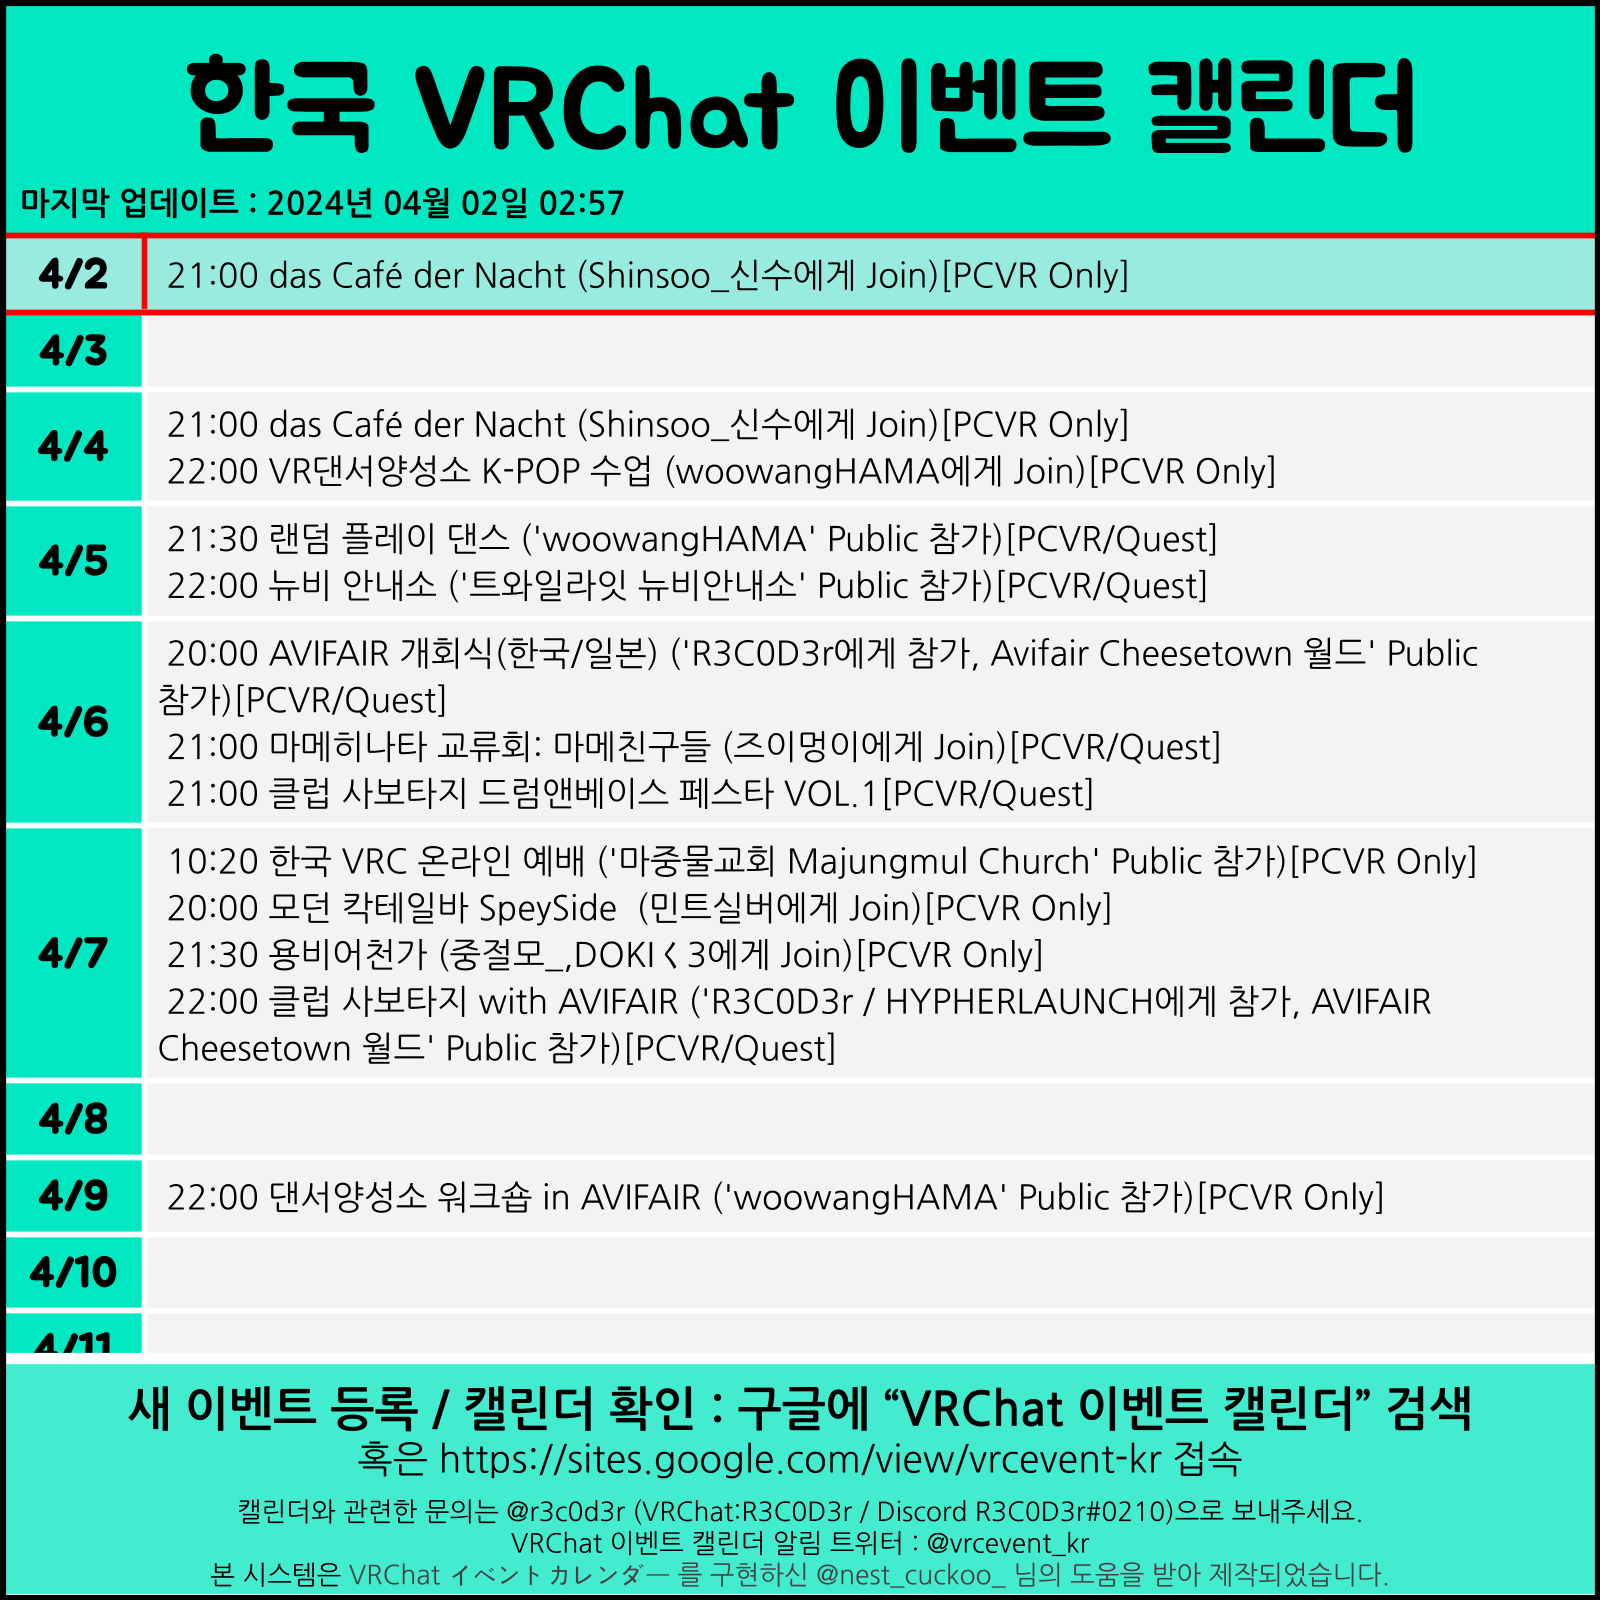 한국 VRChat 이벤트 캘린더
마지막 업데이트 : 2024년 04월 02일 02:57
4/2
21:00 das Café der Nacht (Shinsoo_신수에게 Join)[PCVR Only]
4/3
4/4
21:00 das Café der Nacht (Shinsoo_신수에게 Join)[PCVR Only]
22:00 VR댄서양성소 K-POP 수업 (woowangHAMA에게 Join)[PCVR Only]
4/5
21:30 랜덤 플레이 댄스 ('woowangHAMA' Public 참가)[PCVR/Quest]
22:00 뉴비 안내소 ('트와일라잇 뉴비안내소' Public 참가)[PCVR/Quest]
4/6
20:00 AVIFAIR 개회식(한국/일본) ('R3C0D3r에게 참가, Avifair Cheesetown 월드' Public
참가)[PCVR/Quest]
21:00 마메히나타 교류회: 마메친구들 (즈이멍이에게 Join)[PCVR/Quest]
21:00 클럽 사보타지 드럼앤베이스 페스타 VOL.1[PCVR/Quest]
4/7
10:20 한국 VRC 온라인 예배 ('마중물교회 Majungmul Church' Public 참가)[PCVR Only]
20:00 모던 칵테일바 SpeySide  (민트실버에게 Join)[PCVR Only]
21:30 용비어천가 (중절모_,DOKIく3에게 Join)[PCVR Only]
22:00 클럽 사보타지 with AVIFAIR ('R3C0D3r / HYPHERLAUNCH에게 참가, AVIFAIR
Cheesetown 월드' Public 참가)[PCVR/Quest]
4/8
4/9
22:00 댄서양성소 워크숍 in AVIFAIR ('woowangHAMA' Public 참가)[PCVR Only]
4/10
4/11
새 이벤트 등록 / 캘린더 확인 : 구글에 “VRChat 이벤트 캘린더” 검색
혹은 https://sites.google.com/view/vrcevent-kr 접속
캘린더와 관련한 문의는 @r3c0d3r (VRChat:R3C0D3r / Discord R3C0D3r#0210)으로 보내주세요.
VRChat 이벤트 캘린더 알림 트위터 : @vrcevent_kr
본 시스템은 VRChat イベントカレンダー 를 구현하신 @nest_cuckoo_ 님의 도움을 받아 제작되었습니다.